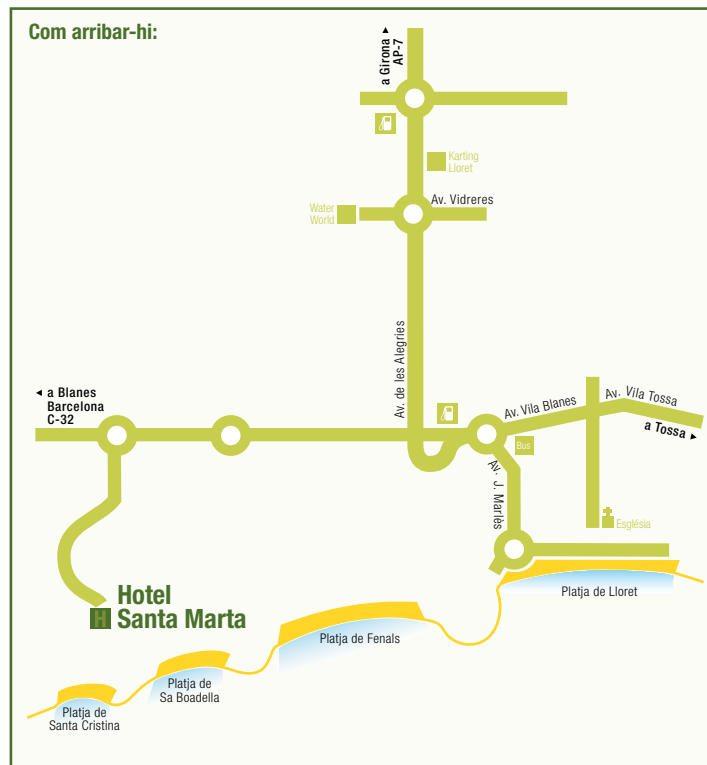 Com arribar-hi:
a Girona
AP-7
Karting
Lloret
Water
World
Av. Vidreres
Av. de les Alegries
a Blanes
Barcelona
C-32
Av. Vila Blanes
Av. Vila Tossa
a Tossa
Bus
Av. J. Marlès
Església
Hotel
Santa Marta
H
Platja de Lloret
Platja de Fenals
Platja de
Sa Boadella
Platja de
Santa Cristina